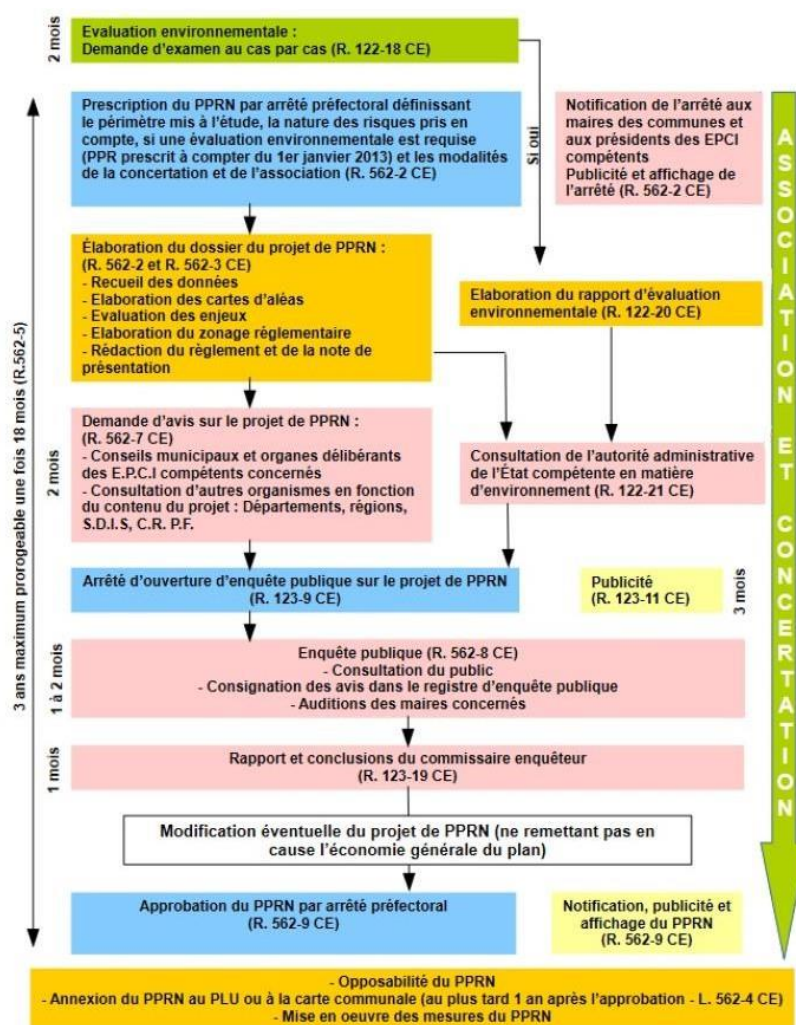 2 mois
Evaluation environnementale :
Demande d'examen au cas par cas (R. 122-18 CE)
Prescription du PPRN par arrêté préfectoral définissant
le périmètre mis à l'étude, la nature des risques pris en
compte, si une évaluation environnementale est requise
(PPR prescrit à compter du 1er janvier 2013) et les modalités
de la concertation et de l'association (R. 562-2 CE)
Si oui
Notification de l'arrêté aux
maires des communes et
aux présidents des EPCI
compétents
Publicité et affichage de
l'arrêté (R. 562-2 CE)
ASSOCIATION ET CONCERTATION
3 ans maximum prorogeable une fois 18 mois (R.562-5)
Élaboration du dossier du projet de PPRN :
(R. 562-2 et R. 562-3 CE)
- Recueil des données
- Elaboration des cartes d'aléas
- Evaluation des enjeux
- Elaboration du zonage réglementaire
- Rédaction du règlement et de la note de
présentation
Elaboration du rapport d'évaluation
environnementale (R. 122-20 CE)
2 mois
Demande d'avis sur le projet de PPRN :
(R. 562-7 CE)
- Conseils municipaux et organes délibérants
des E.P.C.I compétents concernés
- Consultation d'autres organismes en fonction
du contenu du projet : Départements, régions,
S.D.I.S, C.R. P.F.
Consultation de l'autorité administrative
de l'État compétente en matière
d'environnement (R. 122-21 CE)
Arrêté d'ouverture d'enquête publique sur le projet de PPRN
(R. 123-9 CE)
Publicité
(R. 123-11 CE)
3 mois
1 à 2 mois
Enquête publique (R. 562-8 CE)
- Consultation du public
- Consignation des avis dans le registre d'enquête publique
- Auditions des maires concernés
1 mois
Rapport et conclusions du commissaire enquêteur
(R. 123-19 CE)
Modification éventuelle du projet de PPRN (ne remettant pas en
cause l'économie générale du plan)
Approbation du PPRN par arrêté préfectoral
(R. 562-9 CE)
Notification, publicité et
affichage du PPRN
(R. 562-9 CE)
- Opposabilité du PPRN
- Annexion du PPRN au PLU ou à la carte communale (au plus tard 1 an après l'approbation - L. 562-4 CE)
- Mise en oeuvre des mesures du PPRN